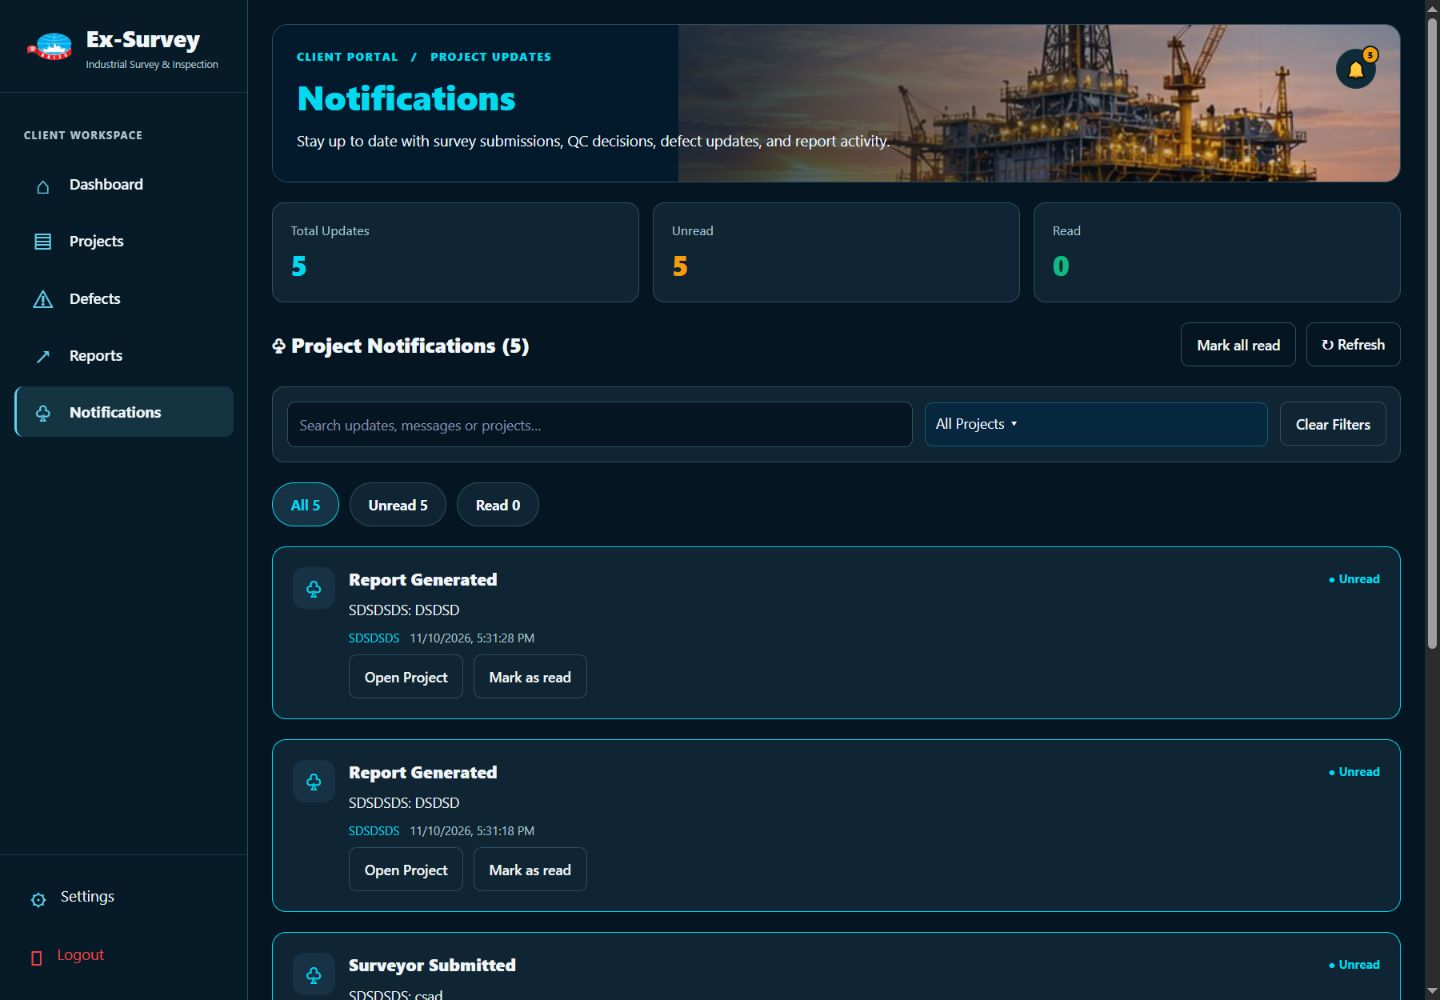 Ex-Survey
Industrial Survey & Inspection
CLIENT WORKSPACE
Dashboard
Projects
Defects
Reports
Notifications
Settings
Logout
CLIENT PORTAL / PROJECT UPDATES
Notifications
Stay up to date with survey submissions, QC decisions, defect updates, and report activity.
5
Total Updates
5
Unread
5
Read
0
Project Notifications (5)
Mark all read
↻ Refresh
Search updates, messages or projects...
All Projects
Clear Filters
All 5
Unread 5
Read 0
Report Generated
• Unread
SDSDSDS: DSDSD
SDSDSDS 11/10/2026, 5:31:28 PM
Open Project
Mark as read
Report Generated
• Unread
SDSDSDS: DSDSD
SDSDSDS 11/10/2026, 5:31:18 PM
Open Project
Mark as read
Surveyor Submitted
• Unread
SDSDSDS: csad